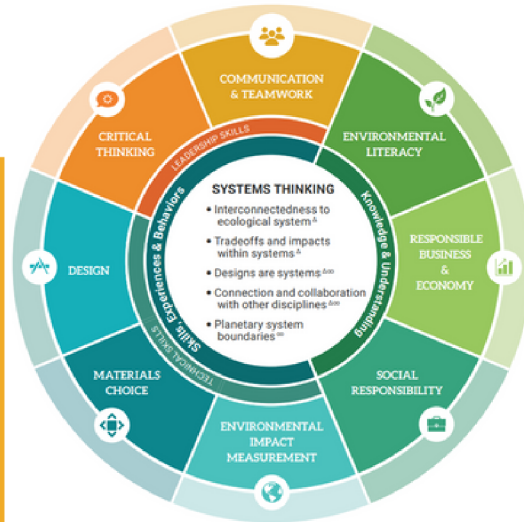 COMMUNICATION
& TEAMWORK
ENVIRONMENTAL
LITERACY
RESPONSIBLE
BUSINESS
&
ECONOMY
SOCIAL
RESPONSIBILITY
ENVIRONMENTAL
IMPACT
MEASUREMENT
MATERIALS
CHOICE
DESIGN
CRITICAL
THINKING
LEADERSHIP SKILLS
TECHNICAL SKILLS
Skills, Experiences & Behaviors
Knowledge & Understanding
SYSTEMS THINKING
• Interconnectedness to
ecological system Δ
• Tradeoffs and impacts
within systems Δ
• Designs are systems Δ∞
• Connection and collaboration
with other disciplines Δ∞
• Planetary system
boundaries ∞